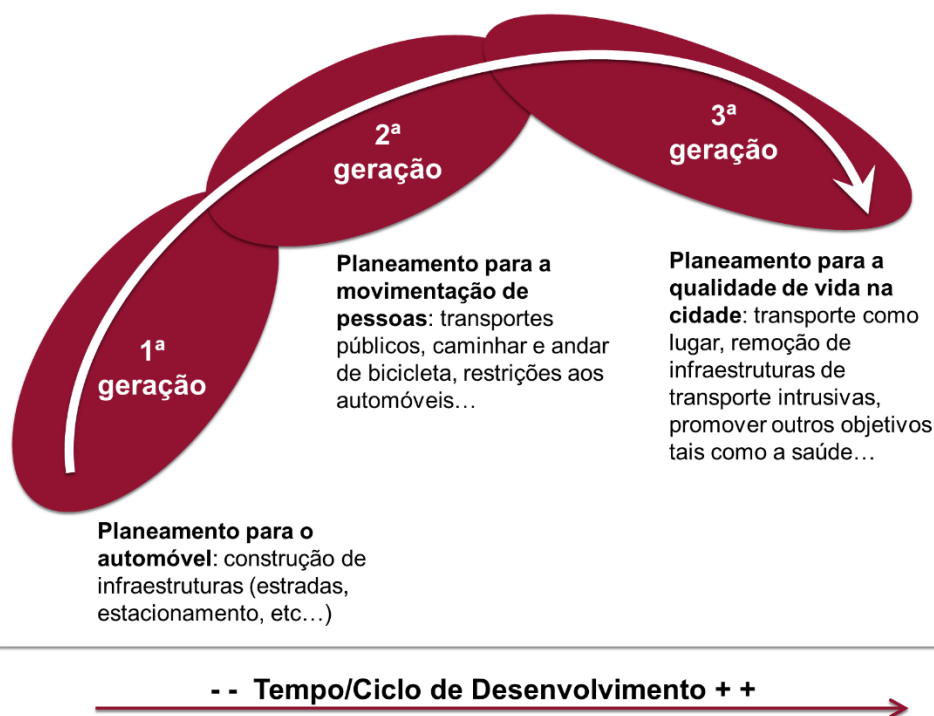 1ª
geração
Planeamento para o
automóvel: construção de
infraestruturas (estradas,
estacionamento, etc…)
2ª
geração
Planeamento para a
movimentação de
pessoas: transportes
públicos, caminhar e andar
de bicicleta, restrições aos
automóveis…
3ª
geração
Planeamento para a
qualidade de vida na
cidade: transporte como
lugar, remoção de
infraestruturas de
transporte intrusivas,
promover outros objetivos
tais como a saúde…
- - Tempo/Ciclo de Desenvolvimento + +